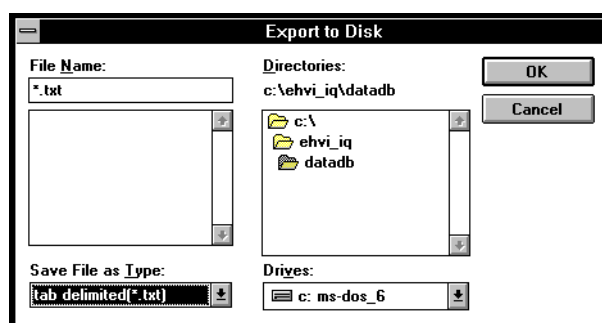 Export to Disk
File Name:
*.txt
Save File as Type:
tab delimited(*.txt)
Directories:
c:\ehvi_iq\datadb
c:\
ehvi_iq
datadb
Drives:
c: ms-dos_6
OK
Cancel